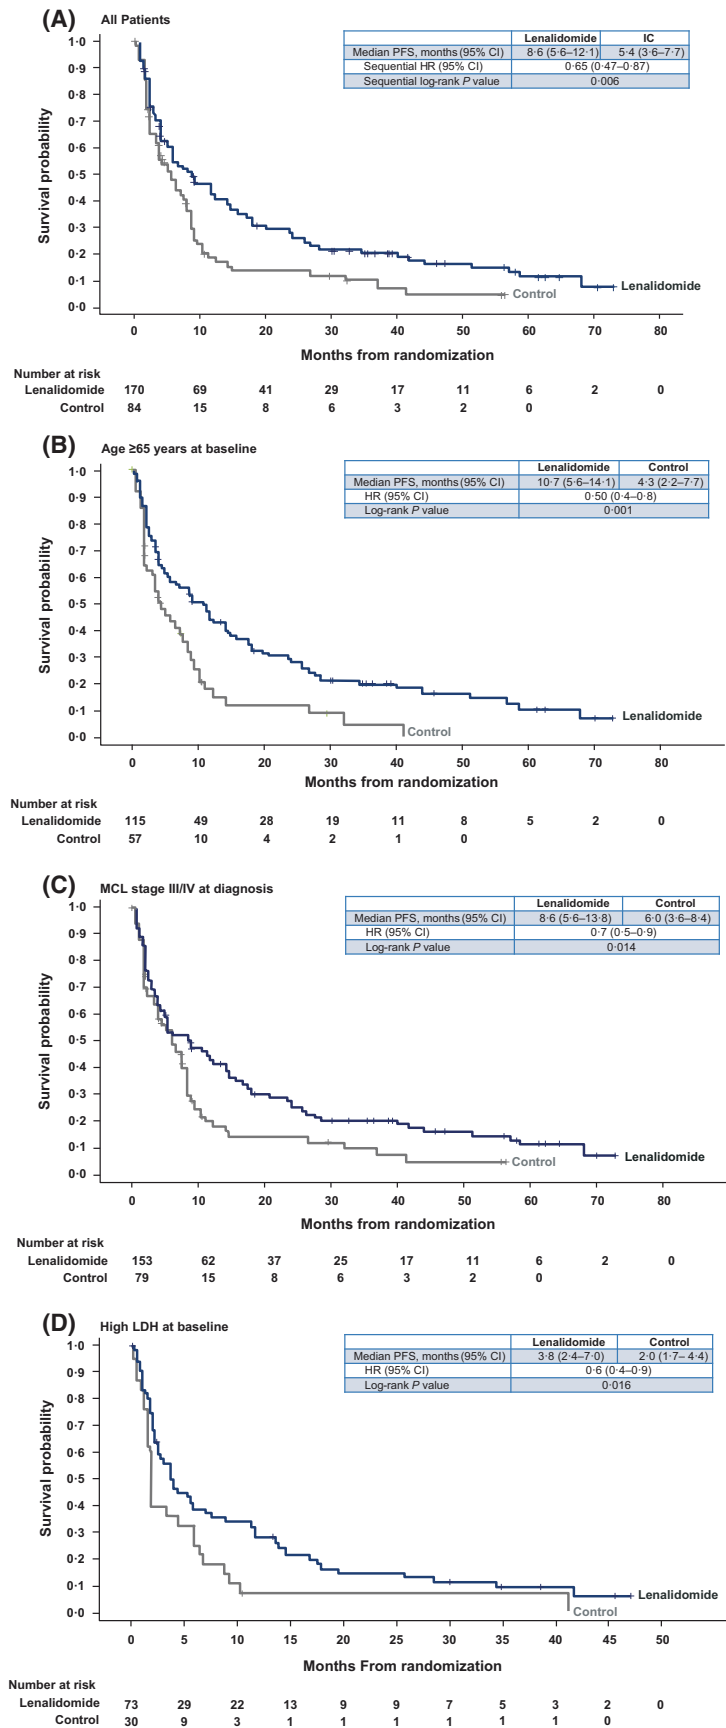 (A) All Patients
Lenalidomide IC
Median PFS, months (95% CI) 8·6 (5·6–12·1) 5·4 (3·6–7·7)
Sequential HR (95% CI) 0·65 (0·47–0·87)
Sequential log-rank P value 0·006
Survival probability
1·0
0·9
0·8
0·7
0·6
0·5
0·4
0·3
0·2
0·1
0·0
Lenalidomide
Control
0 10 20 30 40 50 60 70 80
Months from randomization
Number at risk
Lenalidomide 170 69 41 29 17 11 6 2 0
Control 84 15 8 6 3 2 0
(B) Age ≥65 years at baseline
Lenalidomide Control
Median PFS, months (95% CI) 10·7 (5·6–14·1) 4·3 (2·2–7·7)
HR (95% CI) 0·50 (0·4–0·8)
Log-rank P value 0·001
Survival probability
1·0
0·9
0·8
0·7
0·6
0·5
0·4
0·3
0·2
0·1
0·0
Lenalidomide
Control
0 10 20 30 40 50 60 70 80
Months from randomization
Number at risk
Lenalidomide 115 49 28 19 11 8 5 2 0
Control 57 10 4 2 1 0
(C) MCL stage III/IV at diagnosis
Lenalidomide Control
Median PFS, months (95% CI) 8·6 (5·6–13·8) 6·0 (3·6–8·4)
HR (95% CI) 0·7 (0·5–0·9)
Log-rank P value 0·014
Survival probability
1·0
0·9
0·8
0·7
0·6
0·5
0·4
0·3
0·2
0·1
0·0
Lenalidomide
Control
0 10 20 30 40 50 60 70 80
Months from randomization
Number at risk
Lenalidomide 153 62 37 25 17 11 6 2 0
Control 79 15 8 6 3 2 0
(D) High LDH at baseline
Lenalidomide Control
Median PFS, months (95% CI) 3·8 (2·4–7·0) 2·0 (1·7– 4·4)
HR (95% CI) 0·6 (0·4–0·9)
Log-rank P value 0·016
Survival probability
1·0
0·9
0·8
0·7
0·6
0·5
0·4
0·3
0·2
0·1
0·0
Lenalidomide
Control
0 5 10 15 20 25 30 35 40 45 50
Months From randomization
Number at risk
Lenalidomide 73 29 22 13 9 9 7 5 3 2 0
Control 30 9 3 1 1 1 1 1 1 0